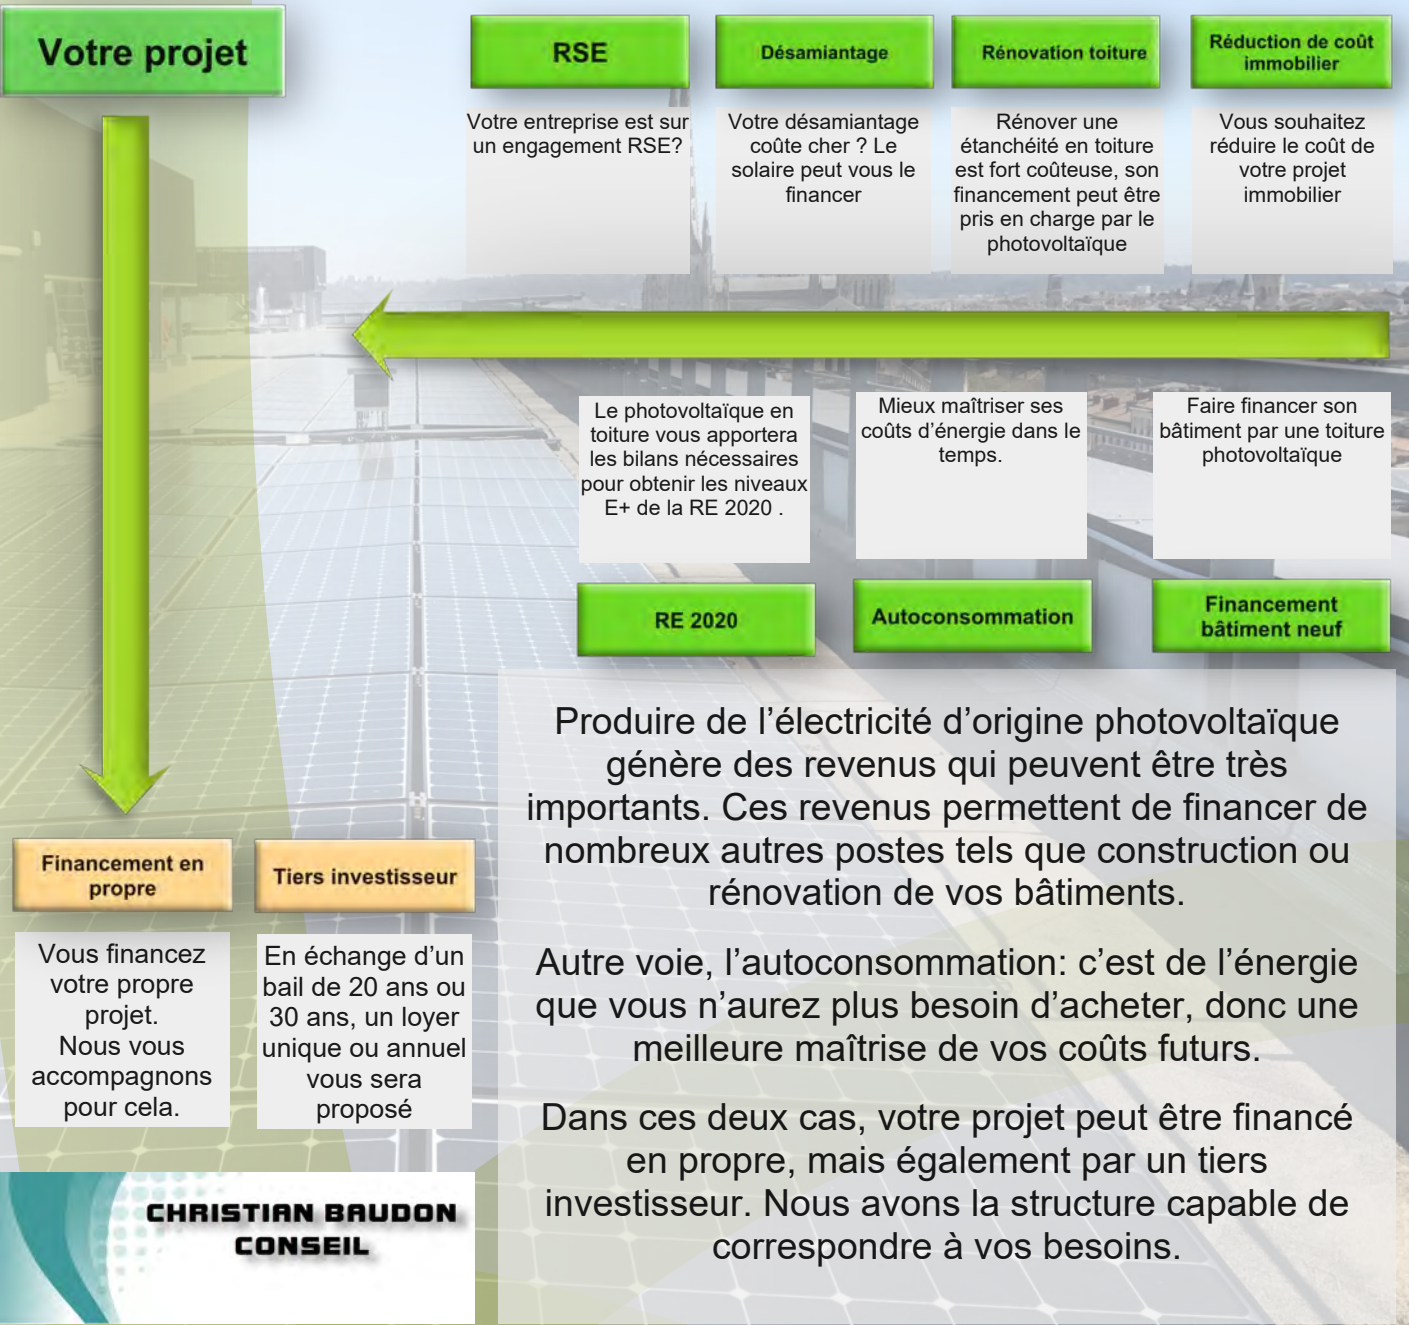 Votre projet
RSE
Désamiantage
Rénovation toiture
Réduction de coût
immobilier
Votre entreprise est sur
un engagement RSE?
Votre désamiantage
coûte cher ? Le
solaire peut vous le
financer
Rénover une
étanchéité en toiture
est fort coûteuse, son
financement peut être
pris en charge par le
photovoltaïque
Vous souhaitez
réduire le coût de
votre projet
immobilier
Le photovoltaïque en
toiture vous apportera
les bilans nécessaires
pour obtenir les niveaux
E+ de la RE 2020 .
Mieux maîtriser ses
coûts d’énergie dans le
temps.
Faire financer son
bâtiment par une toiture
photovoltaïque
RE 2020
Autoconsommation
Financement
bâtiment neuf
Produire de l’électricité d’origine photovoltaïque
génère des revenus qui peuvent être très
importants. Ces revenus permettent de financer de
nombreux autres postes tels que construction ou
rénovation de vos bâtiments.
Autre voie, l’autoconsommation: c’est de l’énergie
que vous n’aurez plus besoin d’acheter, donc une
meilleure maîtrise de vos coûts futurs.
Dans ces deux cas, votre projet peut être financé
en propre, mais également par un tiers
investisseur. Nous avons la structure capable de
correspondre à vos besoins.
Financement en
propre
Tiers investisseur
Vous financez
votre propre
projet.
Nous vous
accompagnons
pour cela.
En échange d’un
bail de 20 ans ou
30 ans, un loyer
unique ou annuel
vous sera
proposé
CHRISTIAN BAUDON
CONSEIL